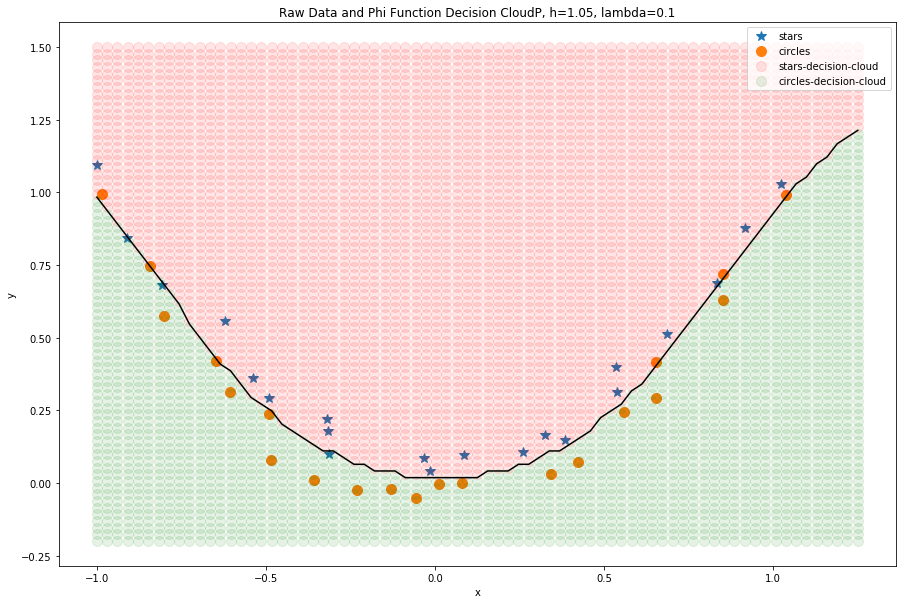 Raw Data and Phi Function Decision CloudP, h=1.05, lambda=0.1
stars
circles
stars-decision-cloud
circles-decision-cloud
1.50
1.25
1.00
0.75
0.50
0.25
0.00
−0.25
y
−1.0 −0.5 0.0 0.5 1.0
x